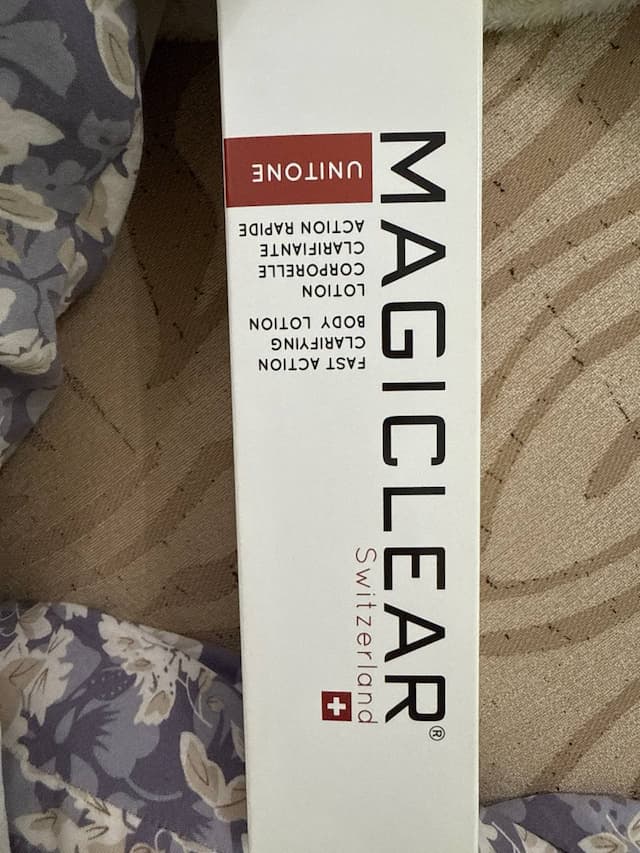 MAGICLEAR®
Switzerland
UNITONE
FAST ACTION
CLARIFYING
BODY LOTION
LOTION
CORPORELLE
CLARIFIANTE
ACTION RAPIDE